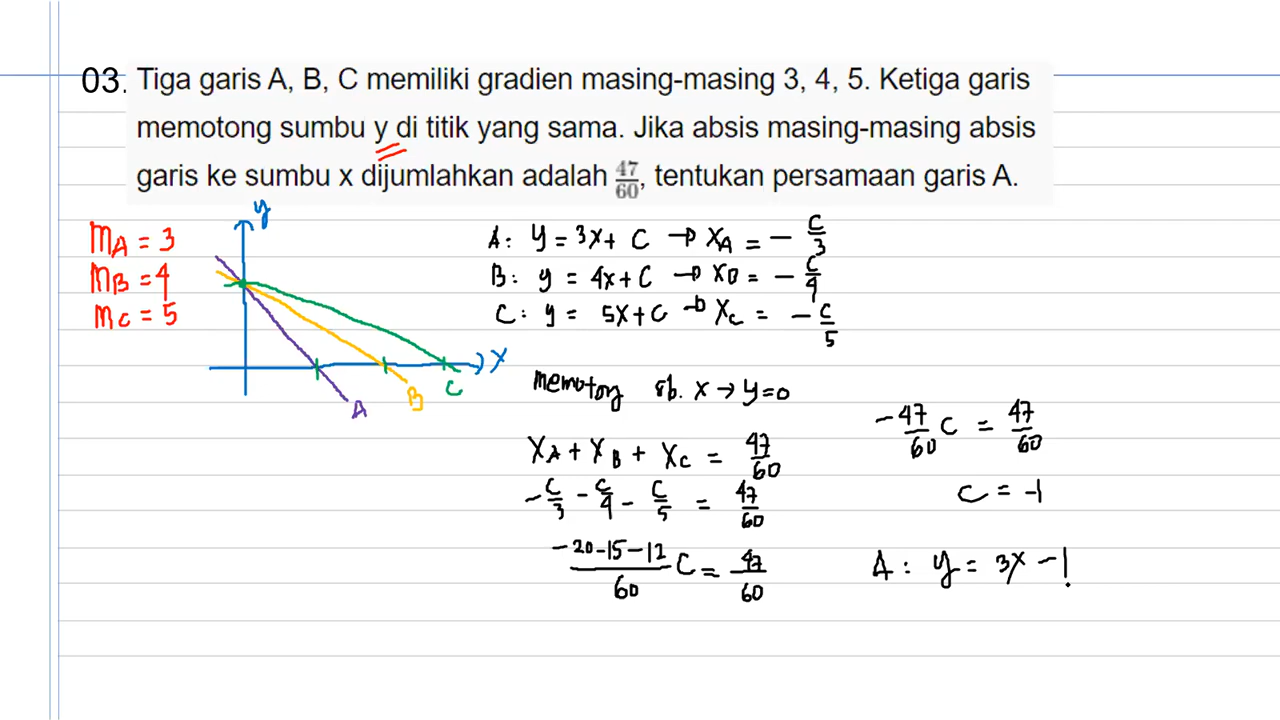 03. Tiga garis A, B, C memiliki gradien masing-masing 3, 4, 5. Ketiga garis
memotong sumbu y di titik yang sama. Jika absis masing-masing absis
garis ke sumbu x dijumlahkan adalah 47/60, tentukan persamaan garis A.
mA = 3
mB = 4
mC = 5
y
x
A
B
C
A: y = 3x + C → xA = - C/3
B: y = 4x + C → xB = - C/4
C: y = 5x + C → xC = - C/5
memotong sb. x → y=0
xA + xB + xC = 47/60
- C/3 - C/4 - C/5 = 47/60
(-20-15-12)/60 C = 47/60
- 47/60 C = 47/60
C = -1
A: y = 3x - 1